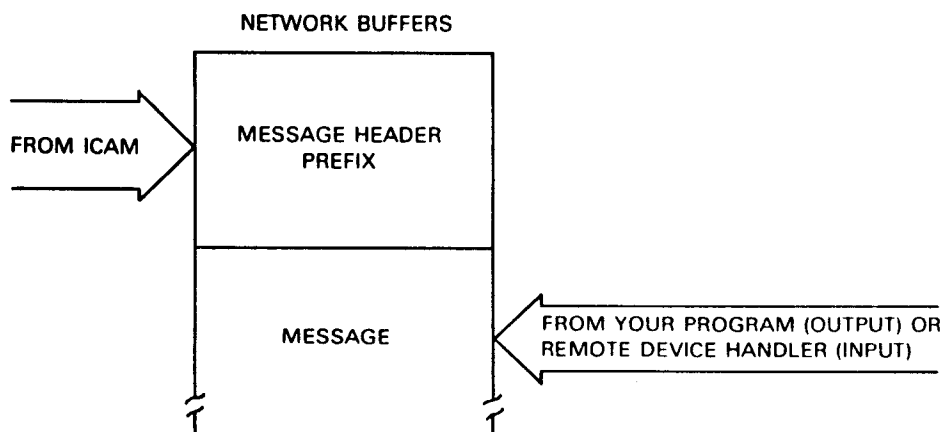 NETWORK BUFFERS
FROM ICAM
MESSAGE HEADER
PREFIX
MESSAGE
FROM YOUR PROGRAM (OUTPUT) OR
REMOTE DEVICE HANDLER (INPUT)